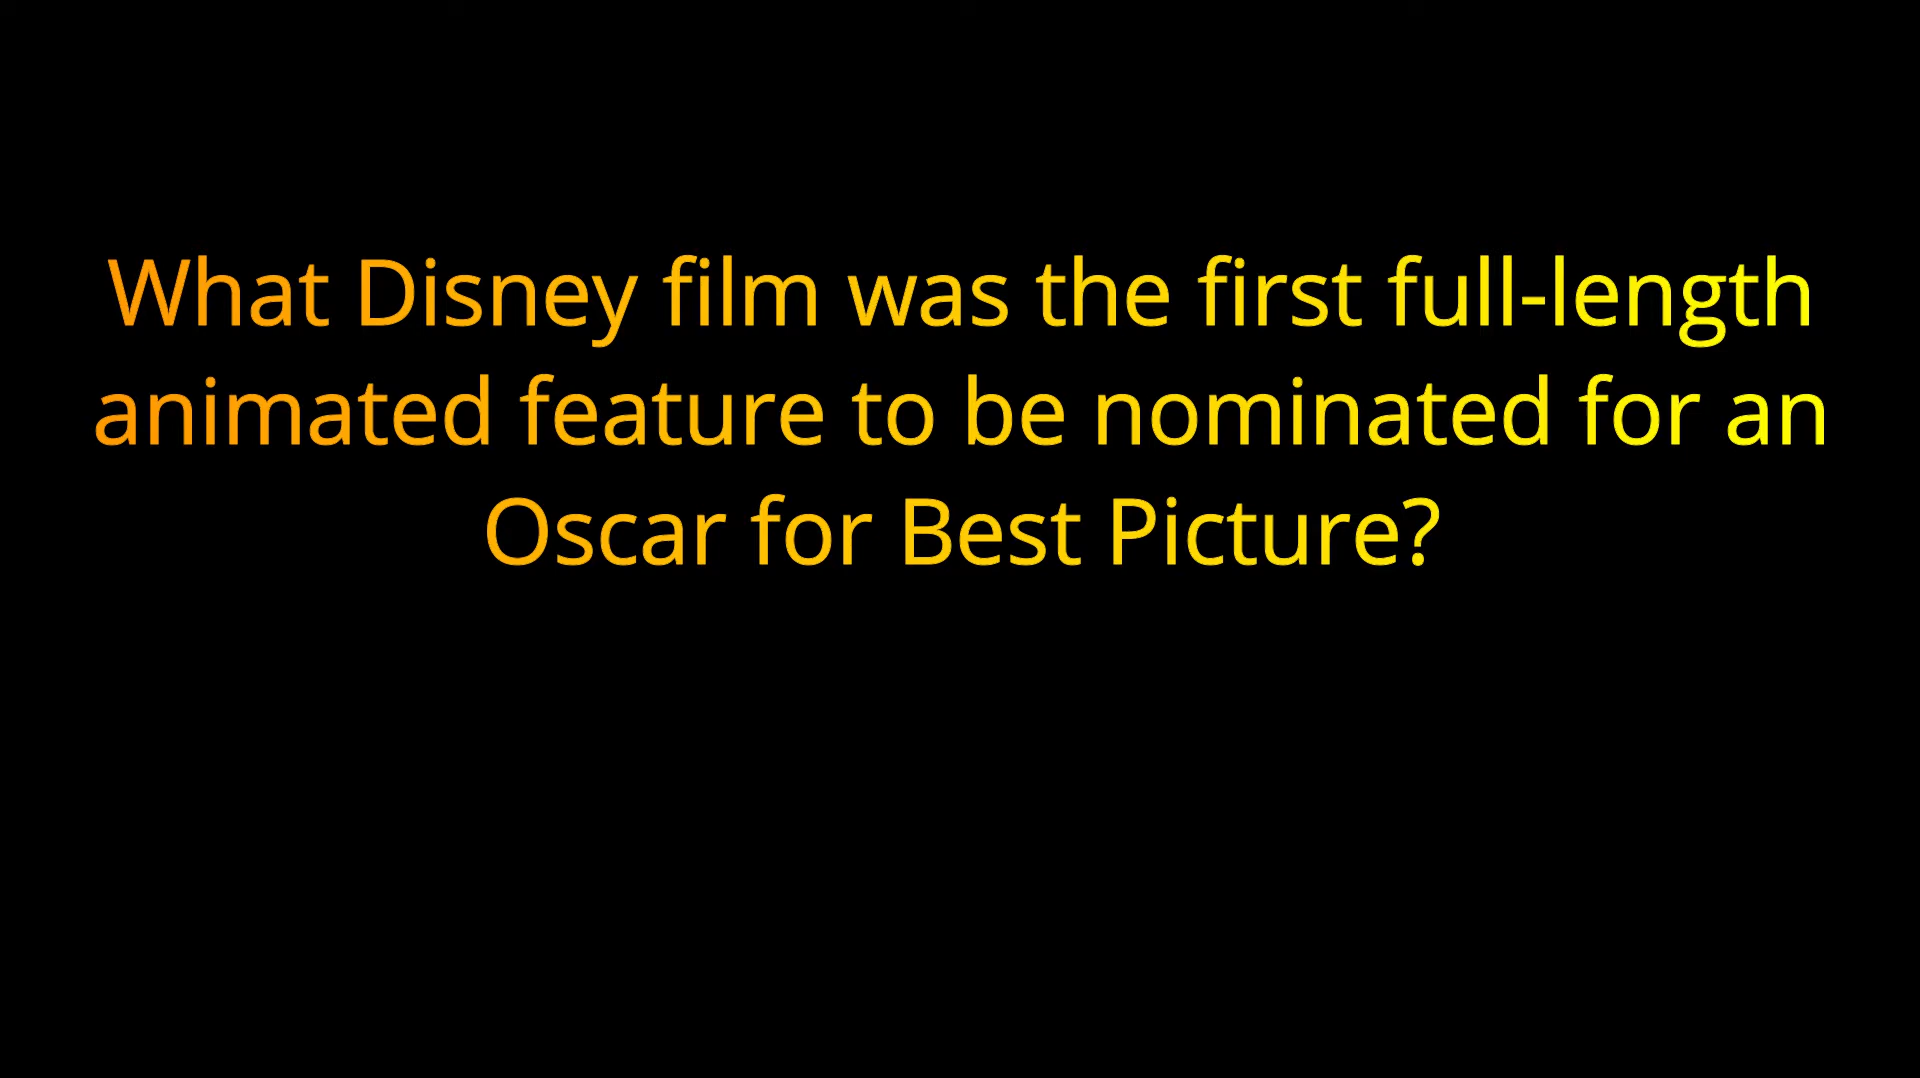 What Disney film was the first full-length
animated feature to be nominated for an
Oscar for Best Picture?